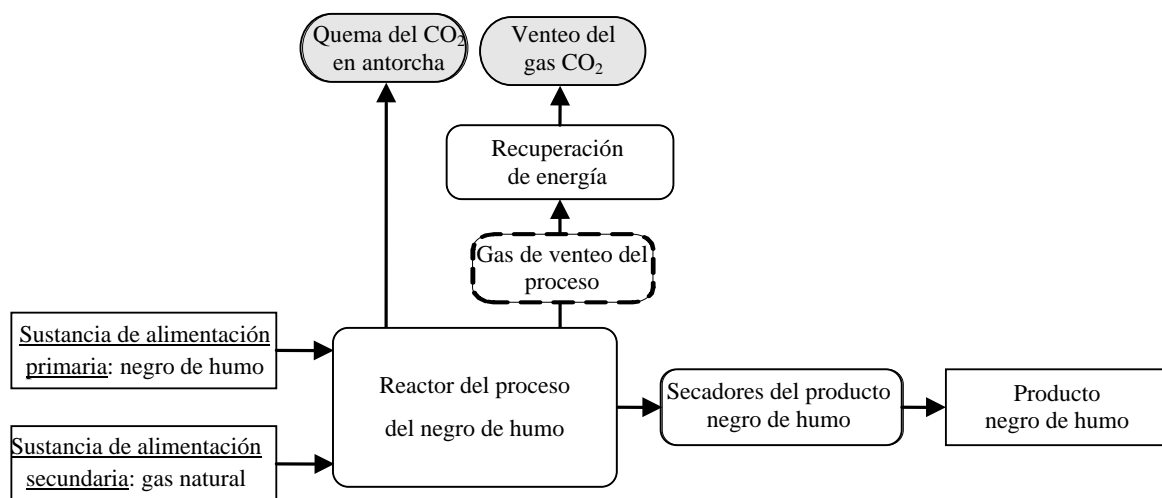 Quema del CO2
en antorcha
Venteo del
gas CO2
Recuperación
de energía
Gas de venteo del
proceso
Sustancia de alimentación
primaria: negro de humo
Reactor del proceso
del negro de humo
Secadores del producto
negro de humo
Producto
negro de humo
Sustancia de alimentación
secundaria: gas natural